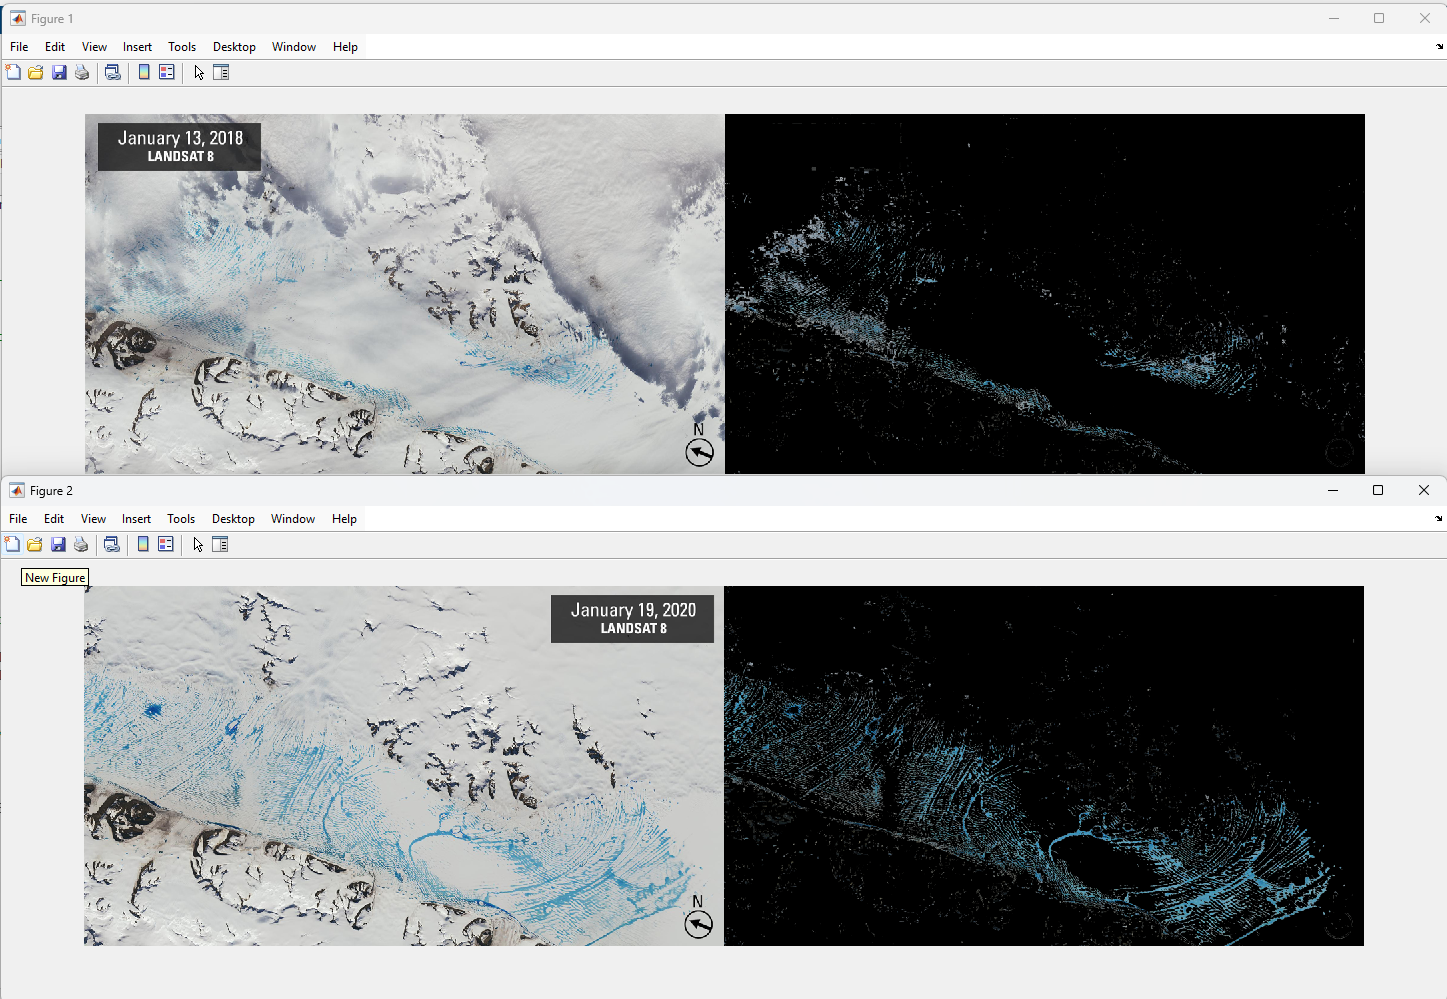 Figure 1
File Edit View Insert Tools Desktop Window Help
January 13, 2018
LANDSAT 8
N
Figure 2
File Edit View Insert Tools Desktop Window Help
New Figure
January 19, 2020
LANDSAT 8
N